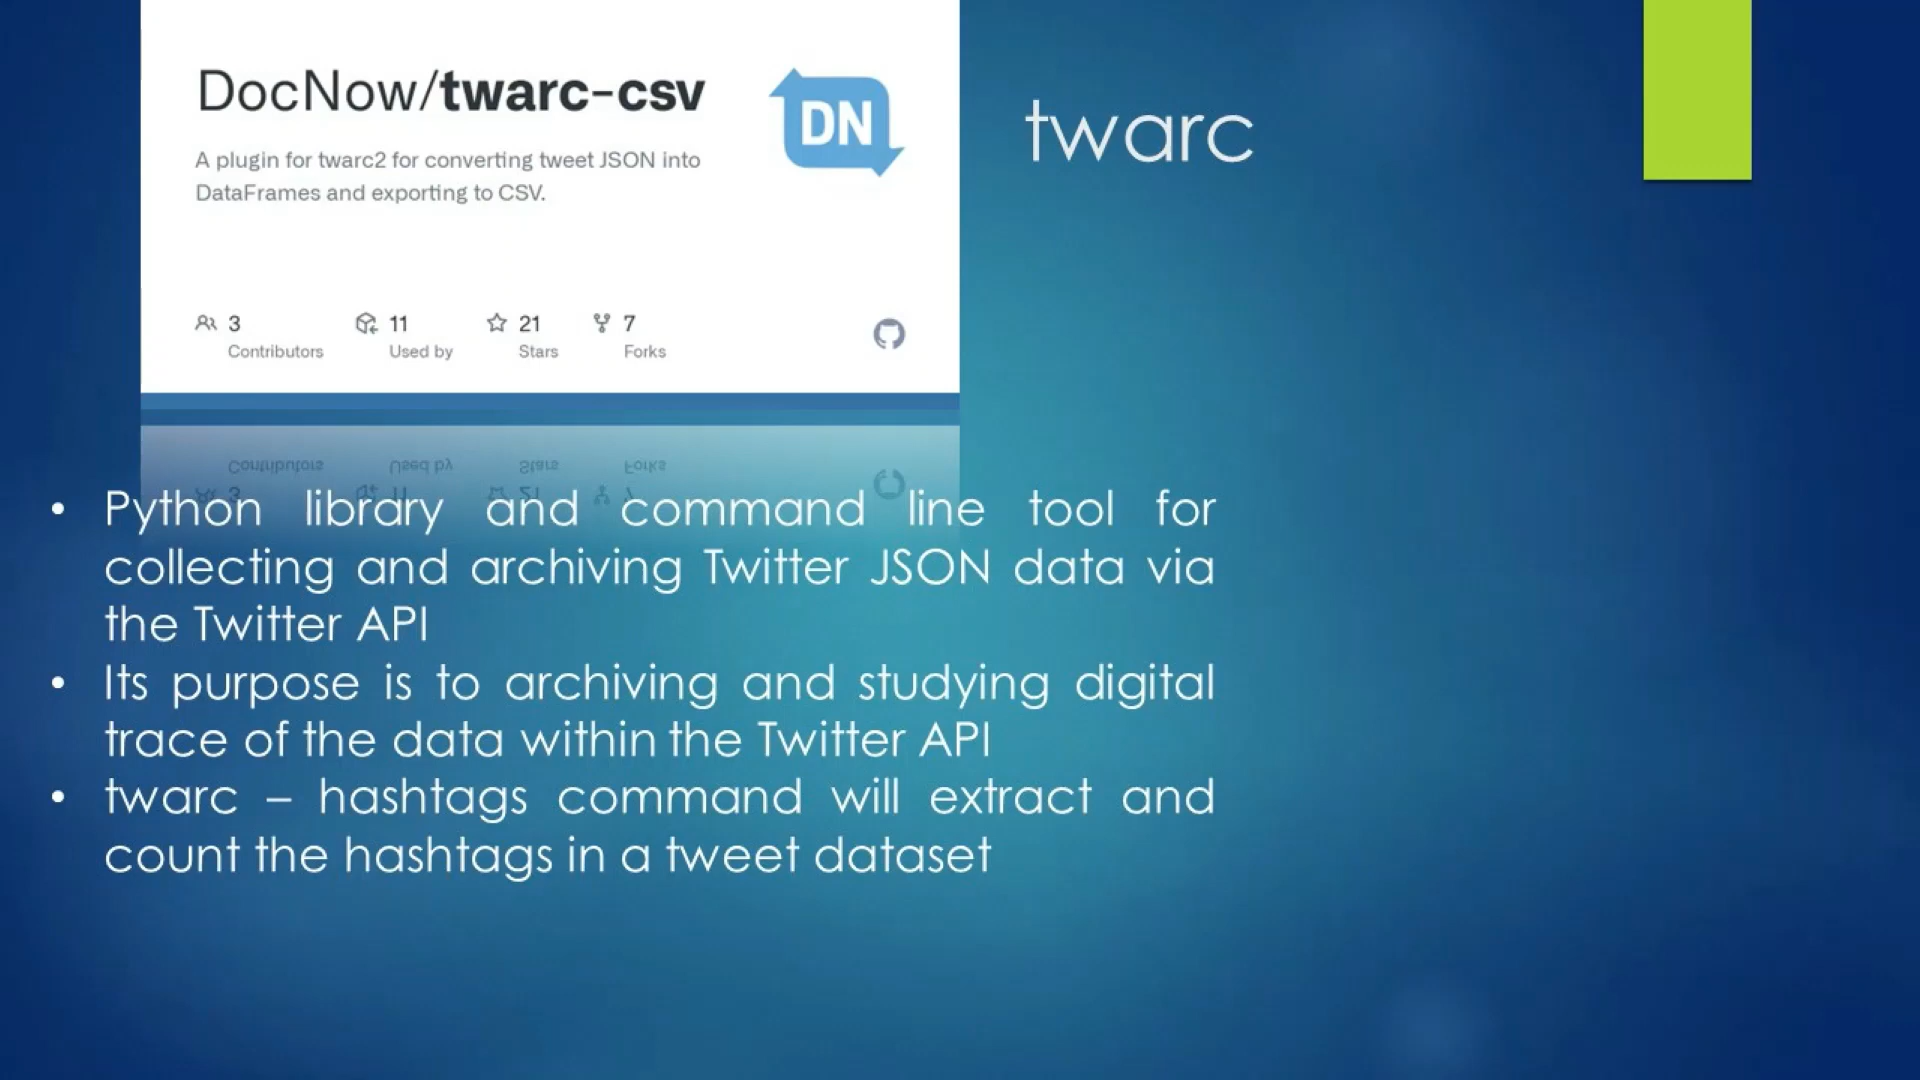 DocNow/twarc-csv
A plugin for twarc2 for converting tweet JSON into
DataFrames and exporting to CSV.
DN
3
Contributors
11
Used by
21
Stars
7
Forks
twarc
• Python library and command line tool for
collecting and archiving Twitter JSON data via
the Twitter API
• Its purpose is to archiving and studying digital
trace of the data within the Twitter API
• twarc – hashtags command will extract and
count the hashtags in a tweet dataset